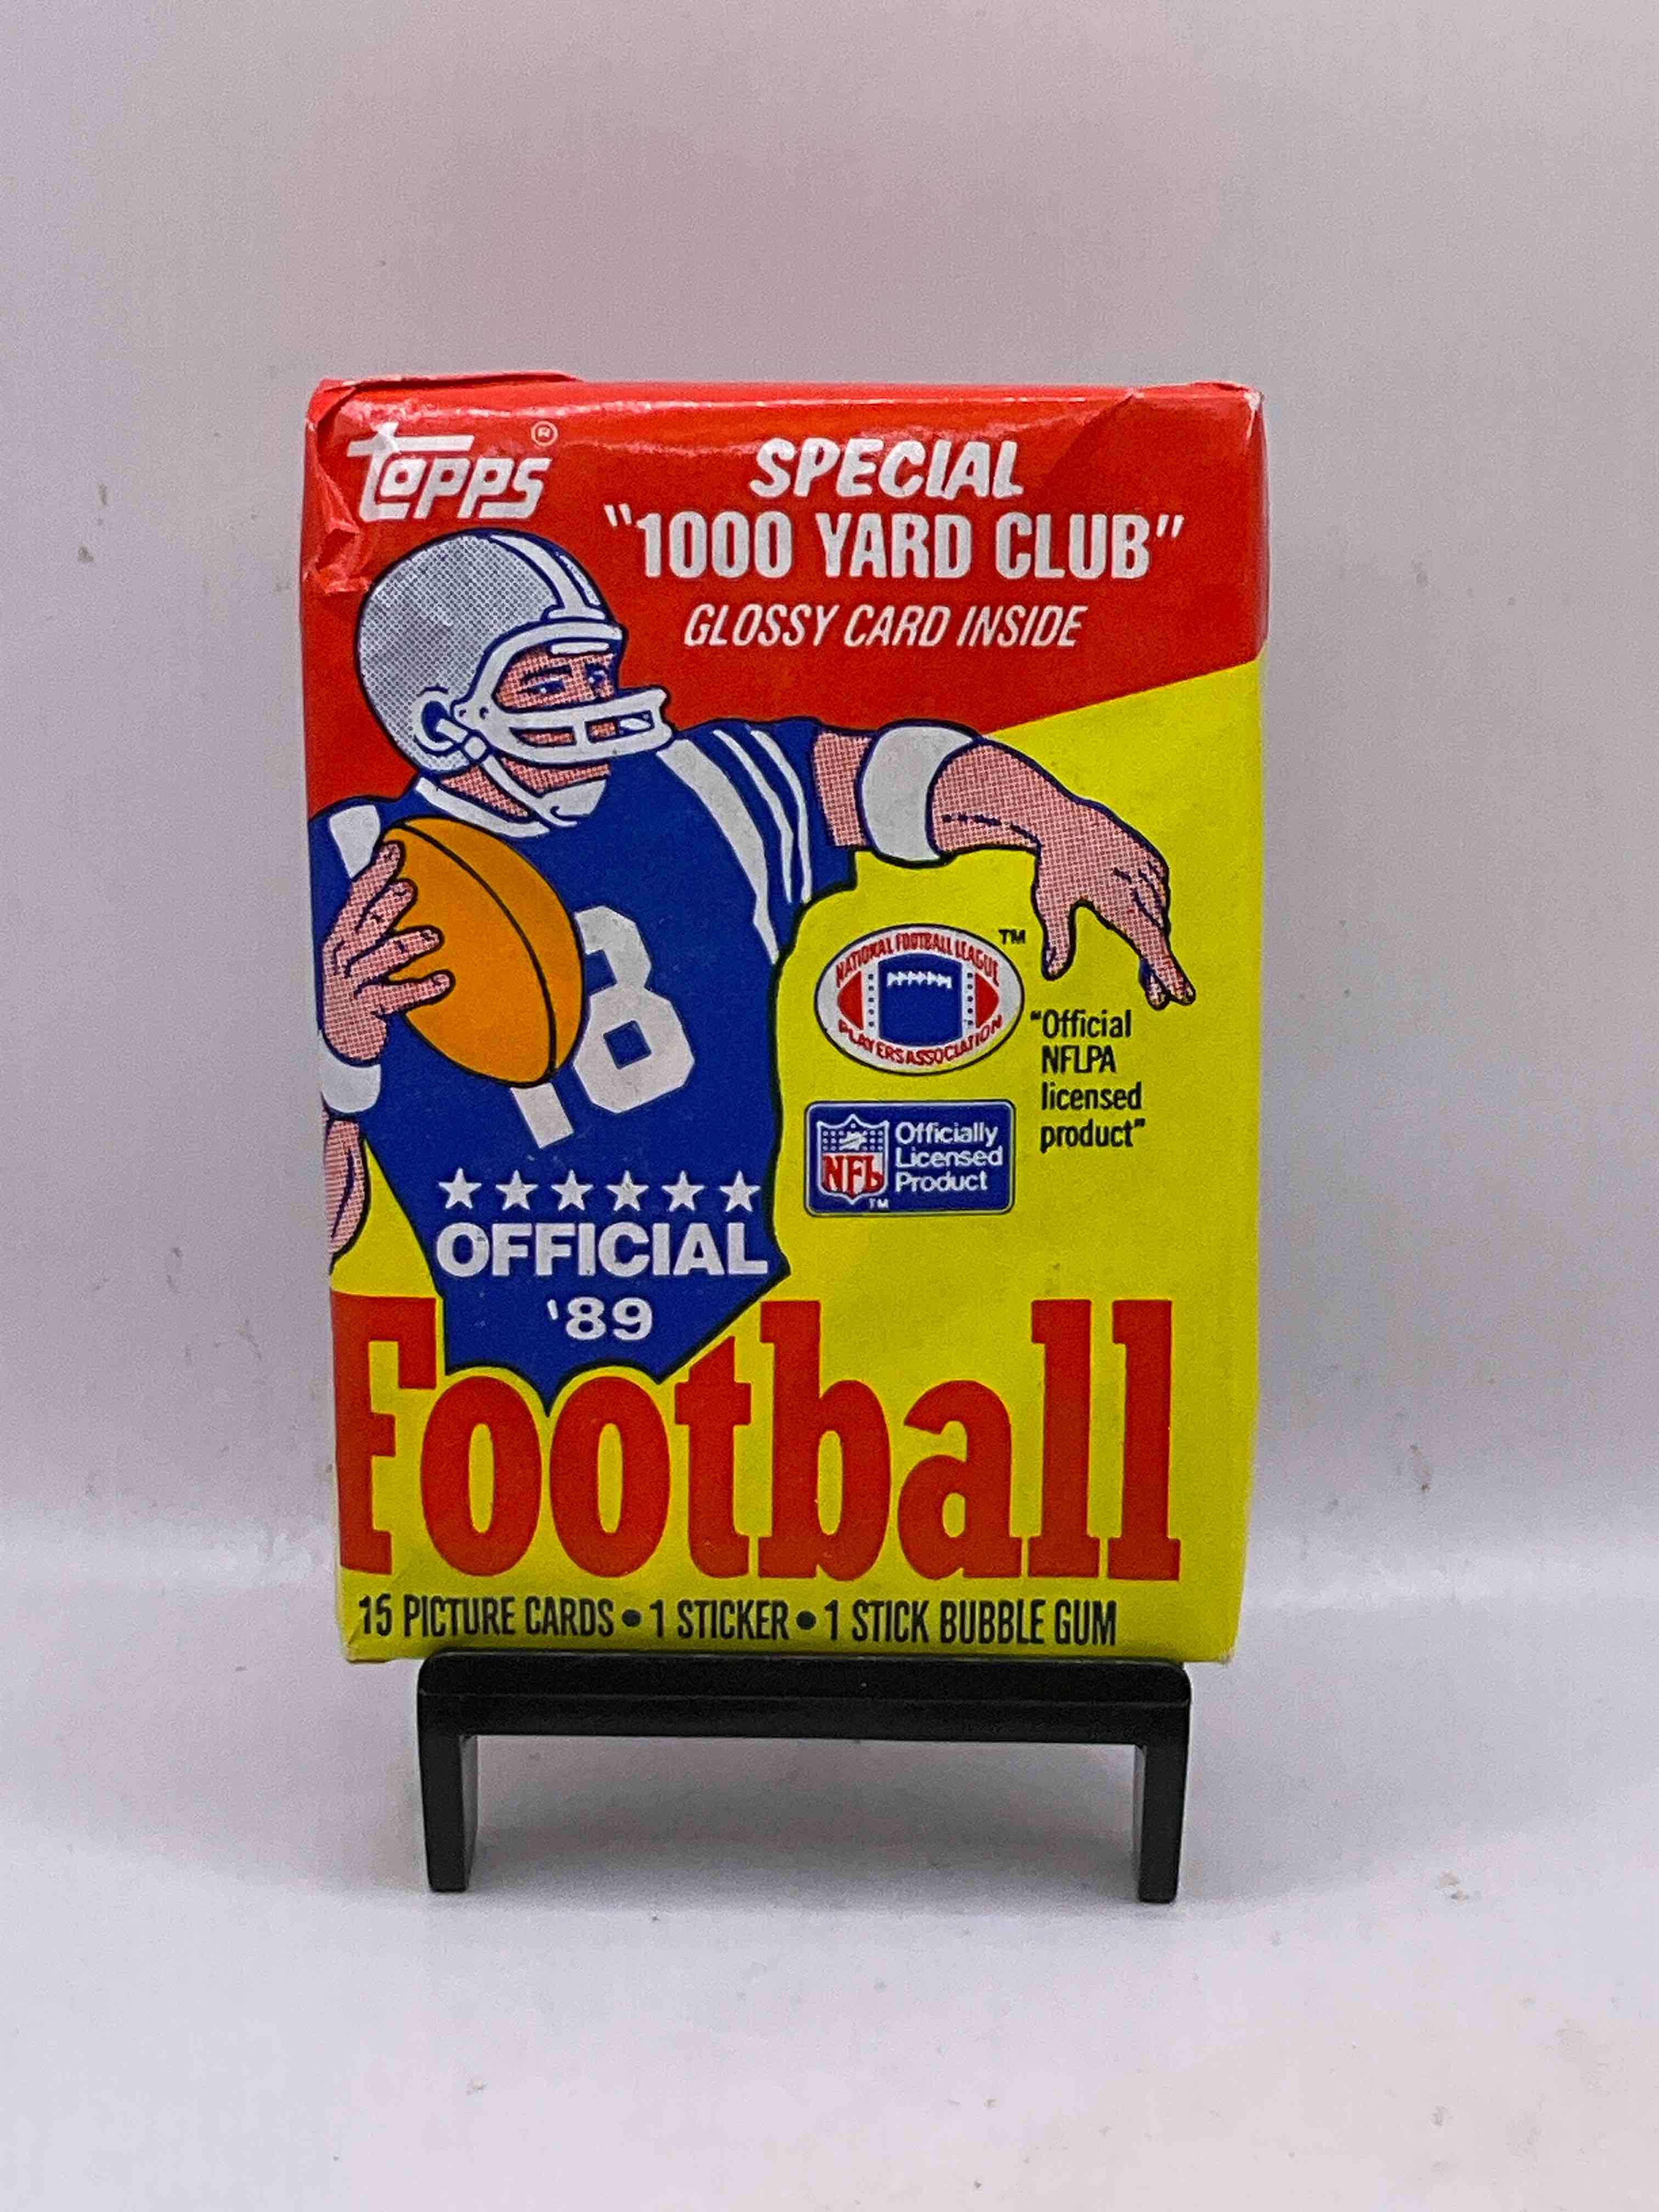 Topps®
SPECIAL
"1000 YARD CLUB"
GLOSSY CARD INSIDE
18
NATIONAL FOOTBALL LEAGUE
PLAYERS ASSOCIATION
TM
"Official
NFLPA
licensed
product"
NFL
TM
Officially
Licensed
Product
★★★★★★
OFFICIAL
'89
Football
15 PICTURE CARDS • 1 STICKER • 1 STICK BUBBLE GUM